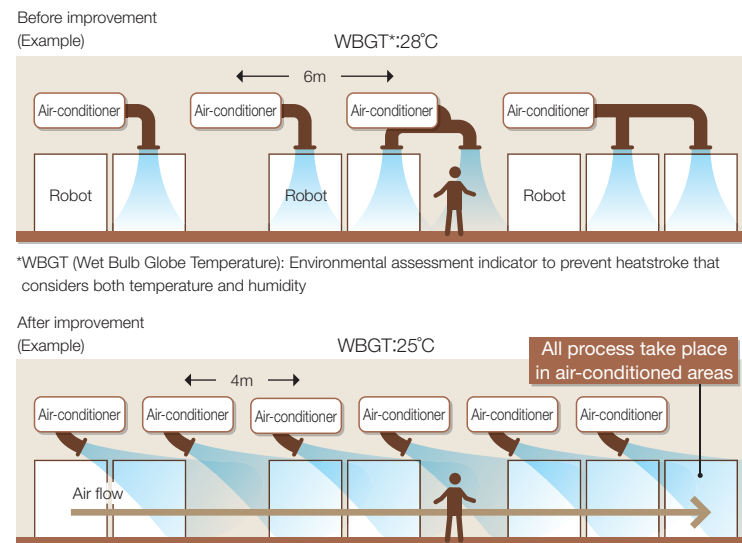 Before improvement
(Example)
WBGT*:28˚C
6m
Air-conditioner
Air-conditioner
Air-conditioner
Air-conditioner
Robot
Robot
Robot
*WBGT (Wet Bulb Globe Temperature): Environmental assessment indicator to prevent heatstroke that
considers both temperature and humidity
After improvement
(Example)
WBGT:25˚C
All process take place
in air-conditioned areas
4m
Air-conditioner
Air-conditioner
Air-conditioner
Air-conditioner
Air-conditioner
Air-conditioner
Air flow